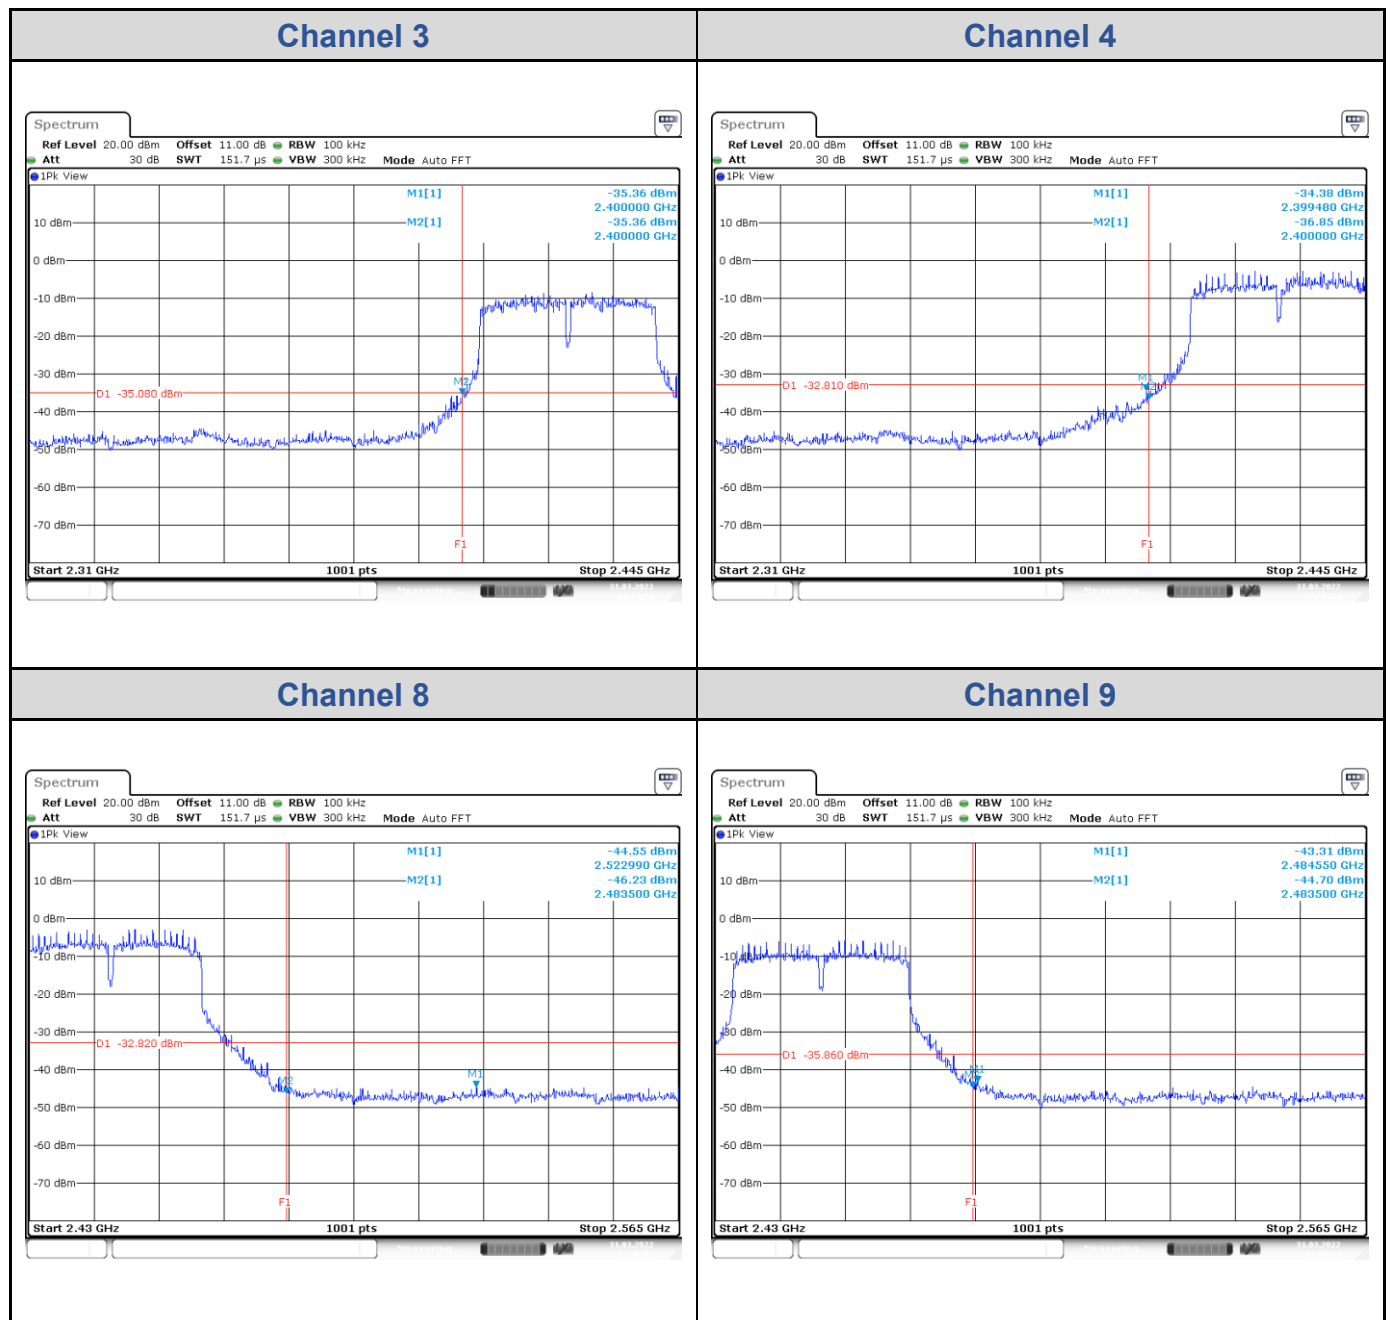 Channel 3
Spectrum
Ref Level 20.00 dBm Offset 11.00 dB RBW 100 kHz
Att 30 dB SWT 151.7 µs VBW 300 kHz Mode Auto FFT
1Pk View
M1[1] -35.36 dBm
2.400000 GHz
M2[1] -35.36 dBm
2.400000 GHz
10 dBm
0 dBm
-10 dBm
-20 dBm
-30 dBm
M2
D1 -35.080 dBm
-40 dBm
-50 dBm
-60 dBm
-70 dBm
F1
Start 2.31 GHz 1001 pts Stop 2.445 GHz
Measuring...
Channel 4
Spectrum
Ref Level 20.00 dBm Offset 11.00 dB RBW 100 kHz
Att 30 dB SWT 151.7 µs VBW 300 kHz Mode Auto FFT
1Pk View
M1[1] -34.38 dBm
2.399480 GHz
M2[1] -36.85 dBm
2.400000 GHz
10 dBm
0 dBm
-10 dBm
-20 dBm
-30 dBm
M1
D1 -32.810 dBm
M2
-40 dBm
-50 dBm
-60 dBm
-70 dBm
F1
Start 2.31 GHz 1001 pts Stop 2.445 GHz
Measuring...
Channel 8
Spectrum
Ref Level 20.00 dBm Offset 11.00 dB RBW 100 kHz
Att 30 dB SWT 151.7 µs VBW 300 kHz Mode Auto FFT
1Pk View
M1[1] -44.55 dBm
2.522990 GHz
M2[1] -46.23 dBm
2.483500 GHz
10 dBm
0 dBm
-10 dBm
-20 dBm
-30 dBm
D1 -32.820 dBm
-40 dBm
M2 M1
-50 dBm
-60 dBm
-70 dBm
F1
Start 2.43 GHz 1001 pts Stop 2.565 GHz
Measuring...
Channel 9
Spectrum
Ref Level 20.00 dBm Offset 11.00 dB RBW 100 kHz
Att 30 dB SWT 151.7 µs VBW 300 kHz Mode Auto FFT
1Pk View
M1[1] -43.31 dBm
2.484550 GHz
M2[1] -44.70 dBm
2.483500 GHz
10 dBm
0 dBm
-10 dBm
-20 dBm
-30 dBm
D1 -35.860 dBm
-40 dBm
M1
-50 dBm
-60 dBm
-70 dBm
F1
Start 2.43 GHz 1001 pts Stop 2.565 GHz
Measuring...